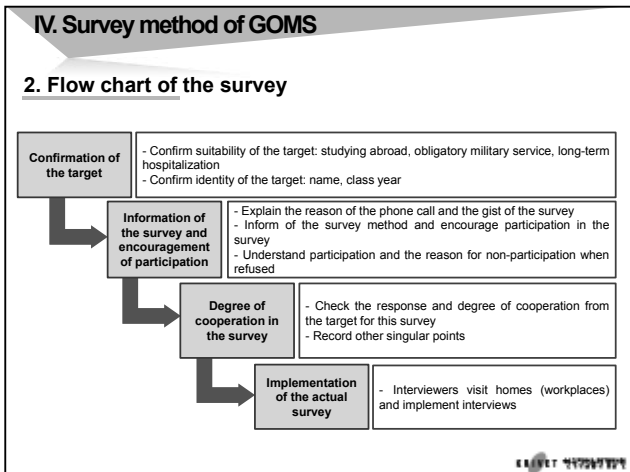 IV. Survey method of GOMS
2. Flow chart of the survey
Confirmation of
the target
- Confirm suitability of the target: studying abroad, obligatory military service, long-term
hospitalization
- Confirm identity of the target: name, class year
Information of
the survey and
encouragement
of participation
- Explain the reason of the phone call and the gist of the survey
- Inform of the survey method and encourage participation in the
survey
- Understand participation and the reason for non-participation when
refused
Degree of
cooperation in
the survey
- Check the response and degree of cooperation from
the target for this survey
- Record other singular points
Implementation
of the actual
survey
- Interviewers visit homes (workplaces)
and implement interviews